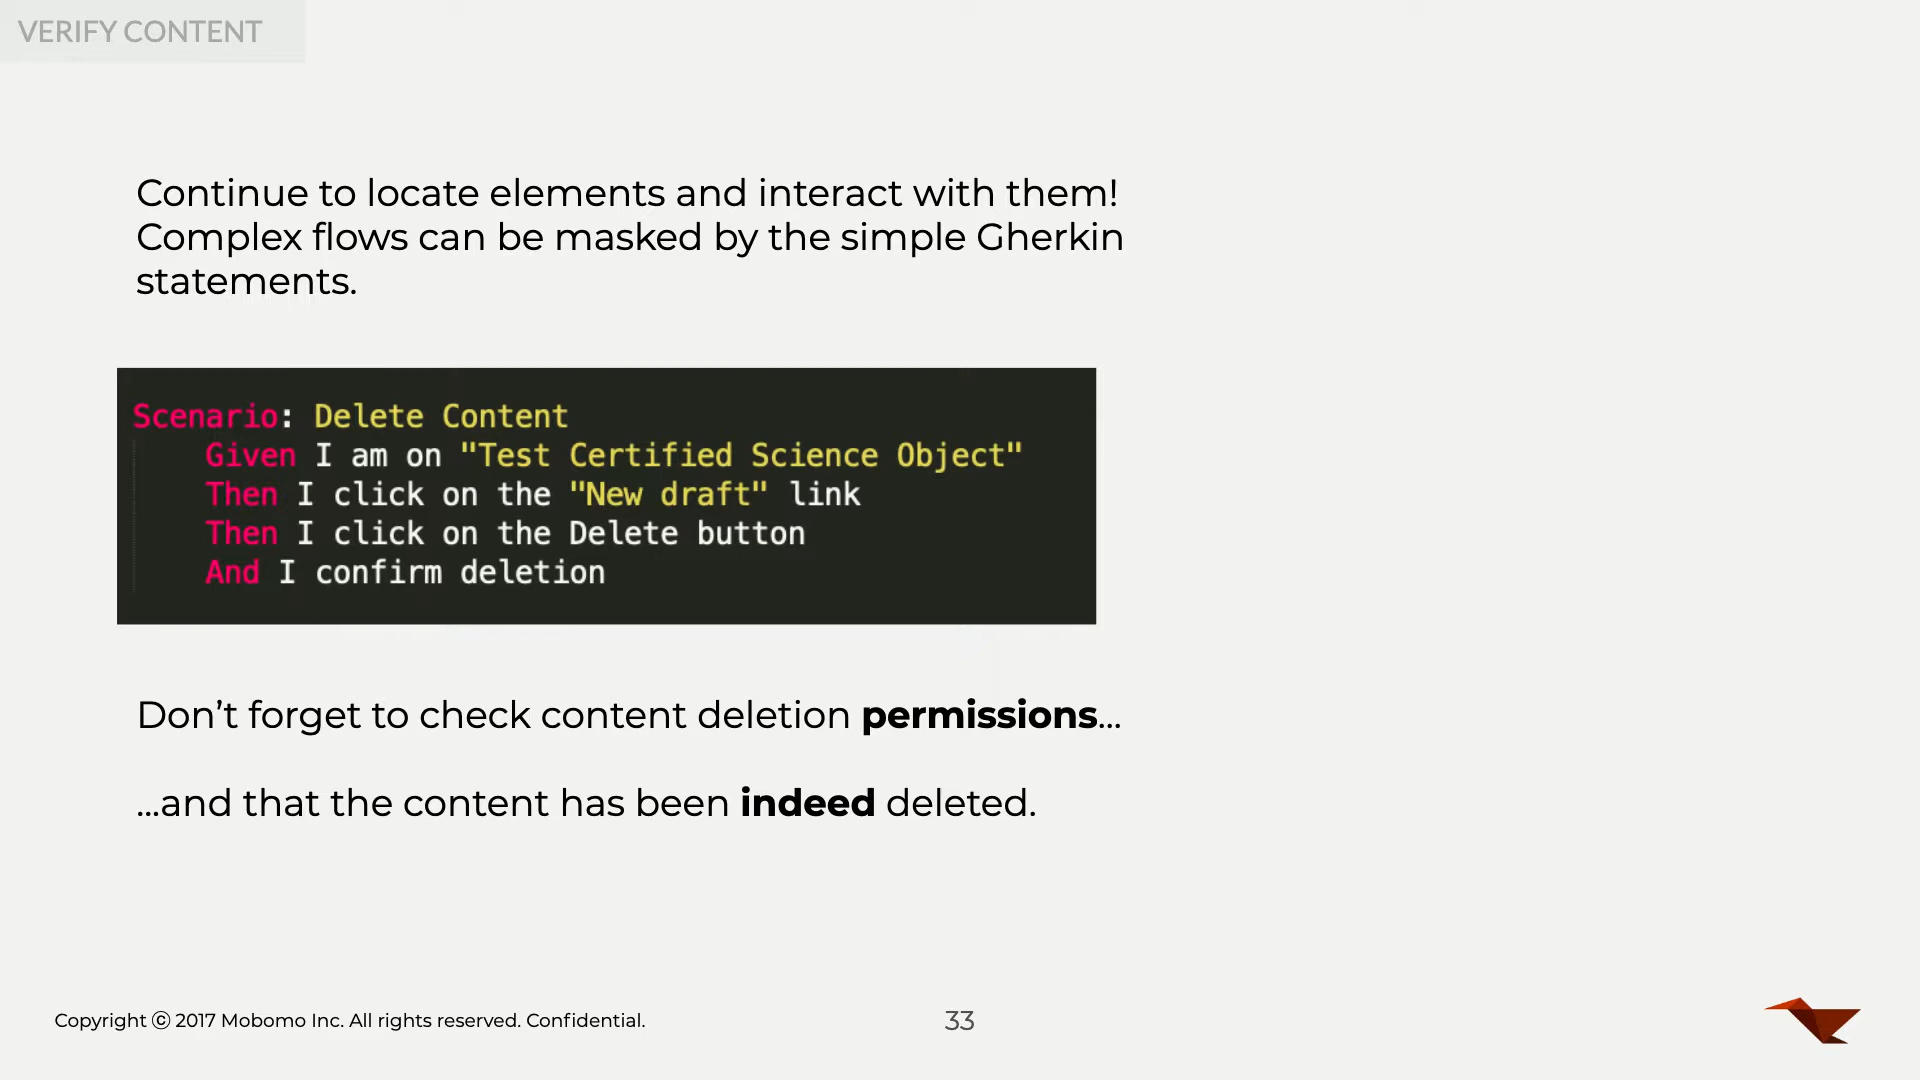 VERIFY CONTENT
Continue to locate elements and interact with them!
Complex flows can be masked by the simple Gherkin
statements.
Scenario: Delete Content
Given I am on "Test Certified Science Object"
Then I click on the "New draft" link
Then I click on the Delete button
And I confirm deletion
Don’t forget to check content deletion permissions...
...and that the content has been indeed deleted.
Copyright ⓒ 2017 Mobomo Inc. All rights reserved. Confidential.
33